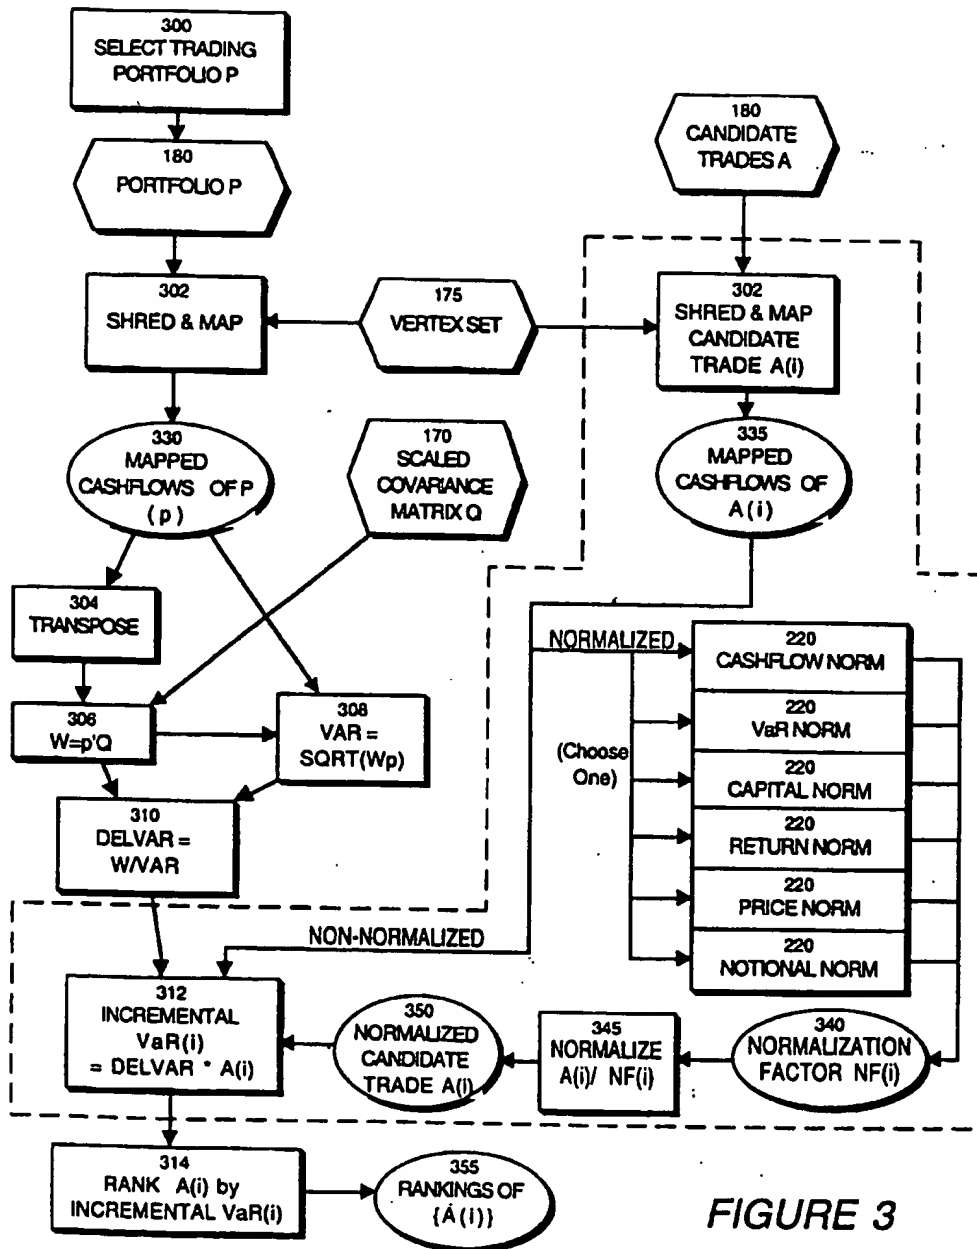 300
SELECT TRADING
PORTFOLIO P
180
PORTFOLIO P
180
CANDIDATE
TRADES A
302
SHRED & MAP
175
VERTEX SET
302
SHRED & MAP
CANDIDATE
TRADE A(i)
330
MAPPED
CASHFLOWS OF P
(p)
170
SCALED
COVARIANCE
MATRIX Q
335
MAPPED
CASHFLOWS OF
A(i)
304
TRANSPOSE
306
W=p'Q
308
VAR =
SQRT(Wp)
310
DELVAR =
W/VAR
NORMALIZED
(Choose
One)
220
CASHFLOW NORM
220
VaR NORM
220
CAPITAL NORM
220
RETURN NORM
220
PRICE NORM
220
NOTIONAL NORM
NON-NORMALIZED
312
INCREMENTAL
VaR(i)
= DELVAR * A(i)
350
NORMALIZED
CANDIDATE
TRADE A(i)
345
NORMALIZE
A(i)/ NF(i)
340
NORMALIZATION
FACTOR NF(i)
314
RANK A(i) by
INCREMENTAL VaR(i)
355
RANKINGS OF
{A(i)}
FIGURE 3